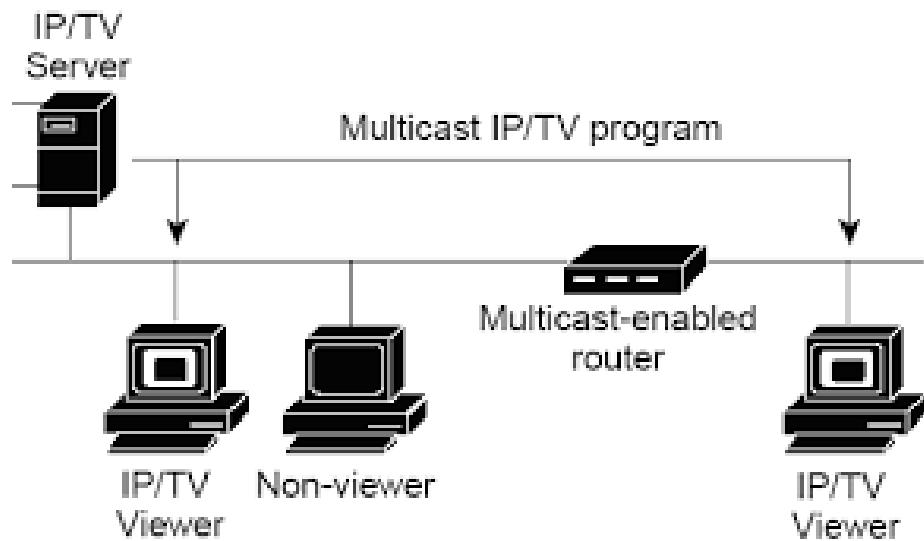 IP/TV
Server
Multicast IP/TV program
Multicast-enabled
router
IP/TV
Viewer
Non-viewer
IP/TV
Viewer